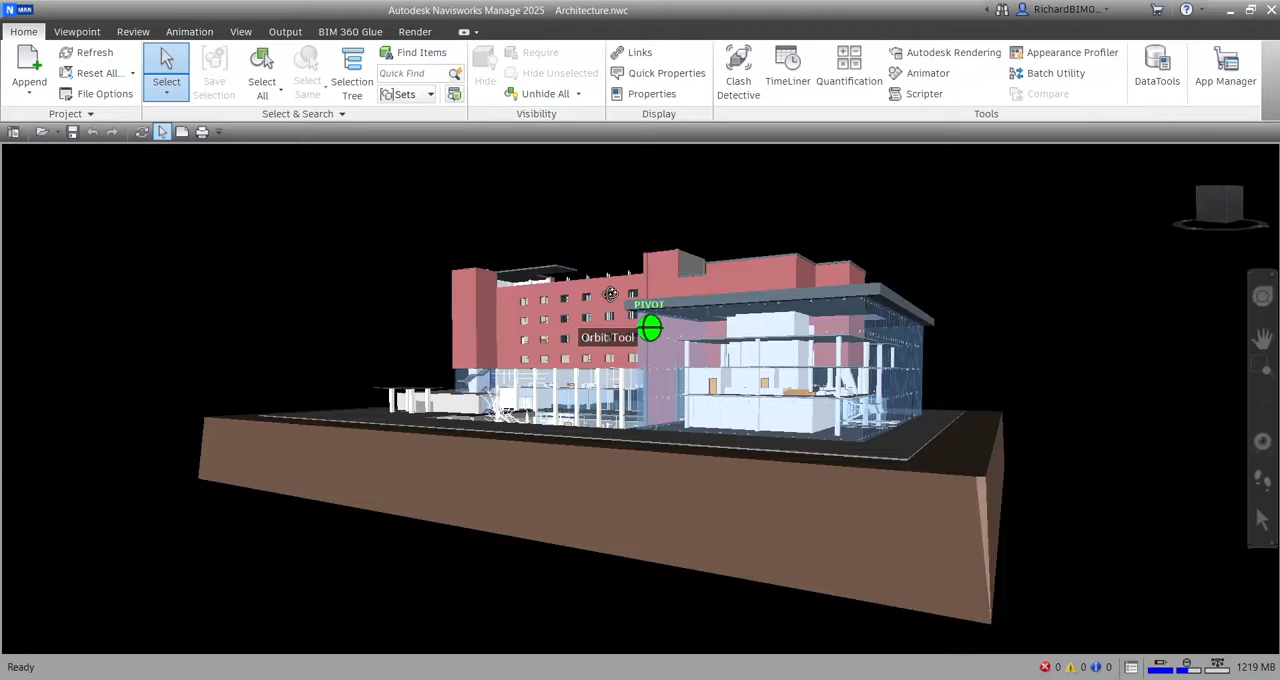 N MAN
Autodesk Navisworks Manage 2025 Architecture.nwc
RichardBIMO...
Home Viewpoint Review Animation View Output BIM 360 Glue Render
Append
Refresh
Reset All...
File Options
Project
Select
Save Selection
Select All
Select Same
Selection Tree
Find Items
Quick Find
Sets
Select & Search
Hide
Require
Hide Unselected
Unhide All
Visibility
Links
Quick Properties
Properties
Display
Clash Detective
TimeLiner
Quantification
Autodesk Rendering
Animator
Scripter
Appearance Profiler
Batch Utility
Compare
DataTools
App Manager
Tools
PIVOT
Orbit Tool
Ready
0 0 0
1219 MB